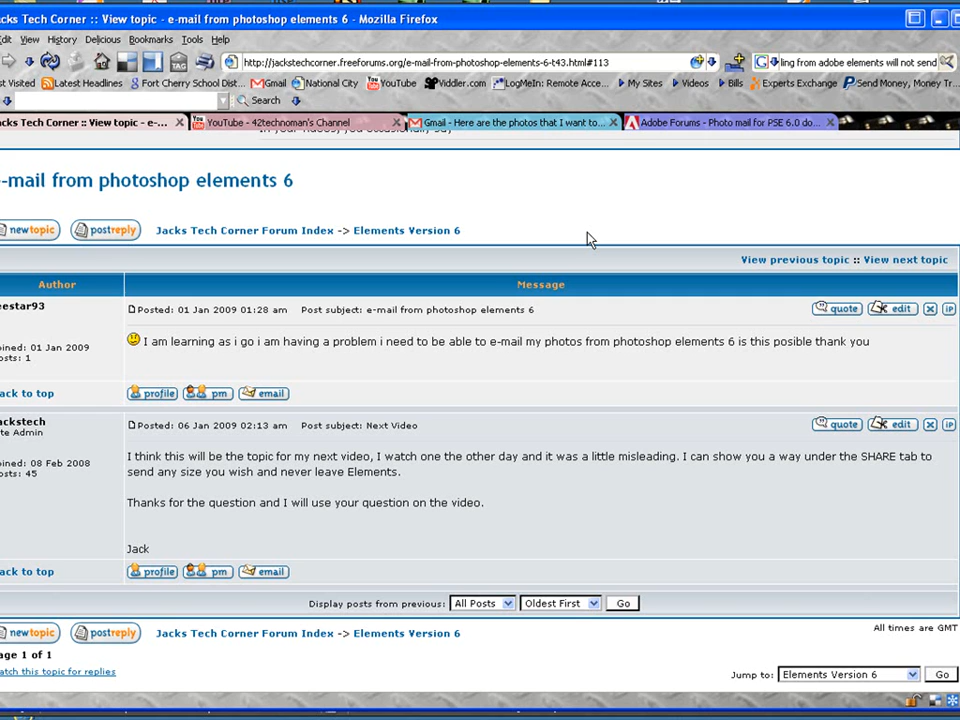 Jacks Tech Corner :: View topic - e-mail from photoshop elements 6 - Mozilla Firefox
View History Delicious Bookmarks Tools Help
http://jackstechcorner.freeforums.org/e-mail-from-photoshop-elements-6-t43.html#113 ling from adobe elements will not send
st Visited Latest Headlines Fort Cherry School Dist... Gmail National City YouTube Viddler.com LogMeIn: Remote Acce... My Sites Videos Bills Experts Exchange Send Money, Money Tr...
Search
acks Tech Corner :: View topic - e-... YouTube - 42technoman's Channel Gmail - Here are the photos that I want to... Adobe Forums - Photo mail for PSE 6.0 do...
-mail from photoshop elements 6
newtopic postreply Jacks Tech Corner Forum Index -> Elements Version 6
View previous topic :: View next topic
Author Message
eestar93 Posted: 01 Jan 2009 01:28 am Post subject: e-mail from photoshop elements 6 quote edit X IP
I am learning as i go i am having a problem i need to be able to e-mail my photos from photoshop elements 6 is this posible thank you
oined: 01 Jan 2009
osts: 1
ack to top profile pm email
ackstech Posted: 06 Jan 2009 02:13 am Post subject: Next Video quote edit X IP
te Admin
I think this will be the topic for my next video, I watch one the other day and it was a little misleading. I can show you a way under the SHARE tab to
oined: 08 Feb 2008
osts: 45
send any size you wish and never leave Elements.
Thanks for the question and I will use your question on the video.
Jack
ack to top profile pm email
Display posts from previous: All Posts Oldest First Go
newtopic postreply Jacks Tech Corner Forum Index -> Elements Version 6 All times are GMT
age 1 of 1
atch this topic for replies Jump to: Elements Version 6 Go